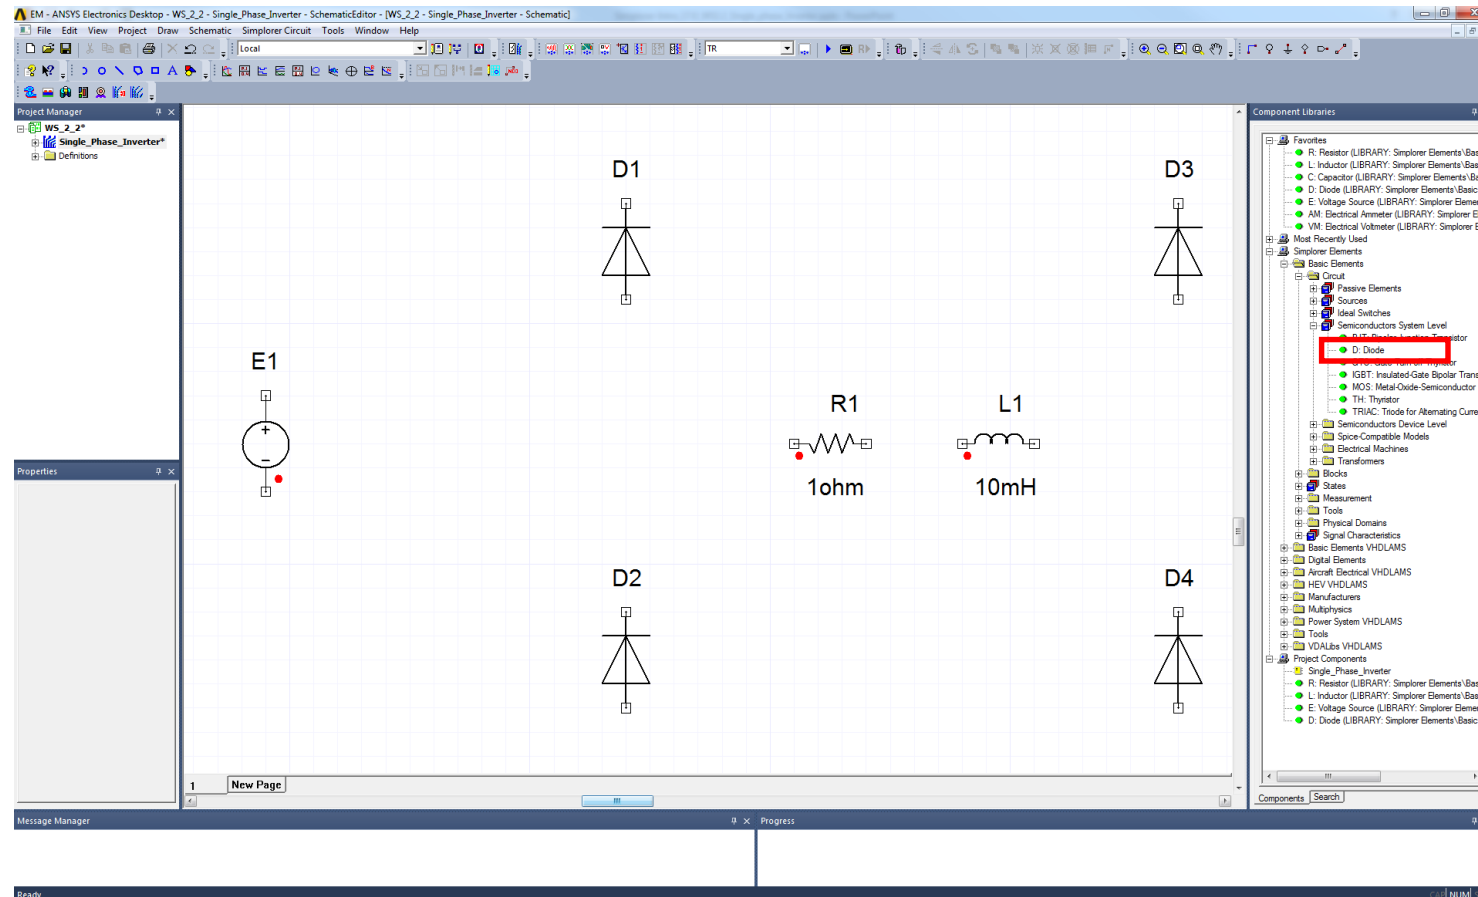 EM - ANSYS Electronics Desktop - WS_2_2 - Single_Phase_Inverter - SchematicEditor - [WS_2_2 - Single_Phase_Inverter - Schematic]
File Edit View Project Draw Schematic Simplorer Circuit Tools Window Help
Local
TR
Project Manager
WS_2_2*
Single_Phase_Inverter*
Definitions
Properties
D1
D3
E1
R1
L1
1ohm
10mH
D2
D4
1 New Page
Component Libraries
Favorites
R: Resistor (LIBRARY: Simplorer Elements\Bas
L: Inductor (LIBRARY: Simplorer Elements\Bas
C: Capacitor (LIBRARY: Simplorer Elements\Ba
D: Diode (LIBRARY: Simplorer Elements\Basic
E: Voltage Source (LIBRARY: Simplorer Eleme
AM: Electrical Ammeter (LIBRARY: Simplorer E
VM: Electrical Voltmeter (LIBRARY: Simplorer E
Most Recently Used
Simplorer Elements
Basic Elements
Circuit
Passive Elements
Sources
Ideal Switches
Semiconductors System Level
D: Diode
IGBT: Insulated-Gate Bipolar Trans
MOS: Metal-Oxide-Semiconductor
TH: Thyristor
TRIAC: Triode for Alternating Curre
Semiconductors Device Level
Spice-Compatible Models
Electrical Machines
Transformers
Blocks
States
Measurement
Tools
Physical Domains
Signal Characteristics
Basic Elements VHDLAMS
Digital Elements
Aircraft Electrical VHDLAMS
HEV VHDLAMS
Manufacturers
Multiphysics
Power System VHDLAMS
Tools
VDALibs VHDLAMS
Project Components
Single_Phase_Inverter
R: Resistor (LIBRARY: Simplorer Elements\Bas
L: Inductor (LIBRARY: Simplorer Elements\Bas
E: Voltage Source (LIBRARY: Simplorer Eleme
D: Diode (LIBRARY: Simplorer Elements\Basic
Components Search
Message Manager
Progress
Ready
CAP NUM